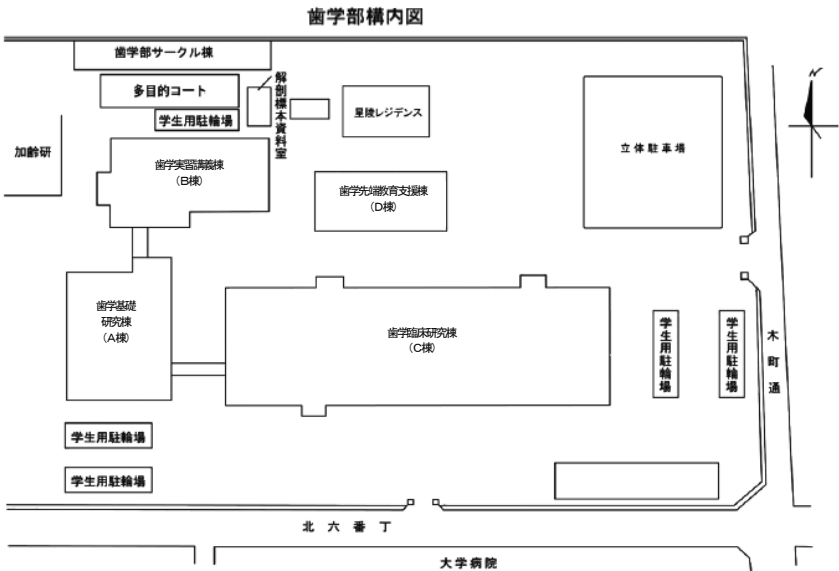 歯学部構内図
歯学部サークル棟
多目的コート
学生用駐輪場
解剖標本資料室
星陵レジデンス
立体駐車場
N
加齢研
歯学実習講義棟
（B棟）
歯学先端教育支援棟
（D棟）
歯学基礎
研究棟
（A棟）
歯学臨床研究棟
（C棟）
学生用駐輪場
学生用駐輪場
木町通
学生用駐輪場
学生用駐輪場
北六番丁
大学病院